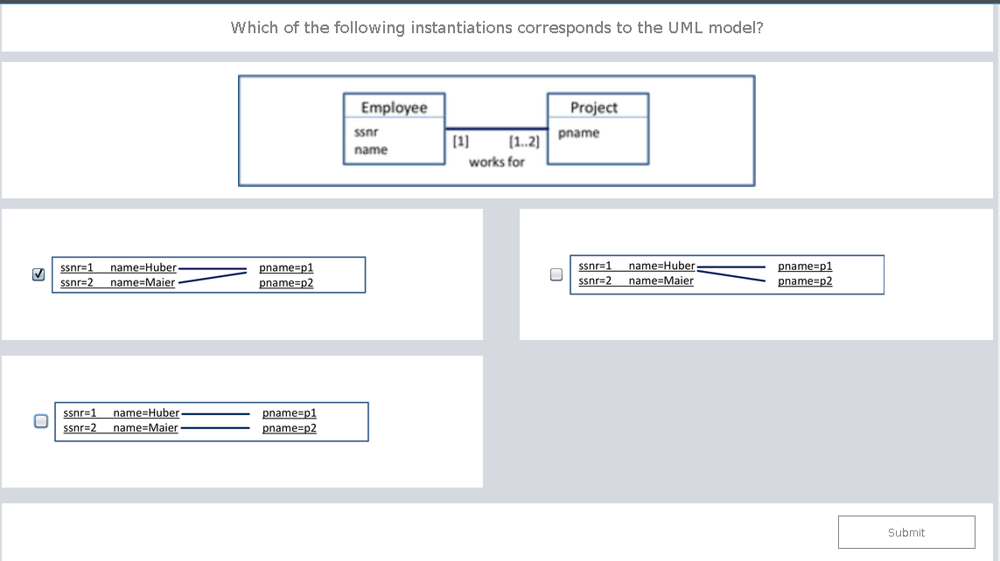 Which of the following instantiations corresponds to the UML model?
Employee
ssnr
name
[1]
[1..2]
works for
Project
pname
ssnr=1 name=Huber pname=p1
ssnr=2 name=Maier pname=p2
ssnr=1 name=Huber pname=p1
ssnr=2 name=Maier pname=p2
ssnr=1 name=Huber pname=p1
ssnr=2 name=Maier pname=p2
Submit